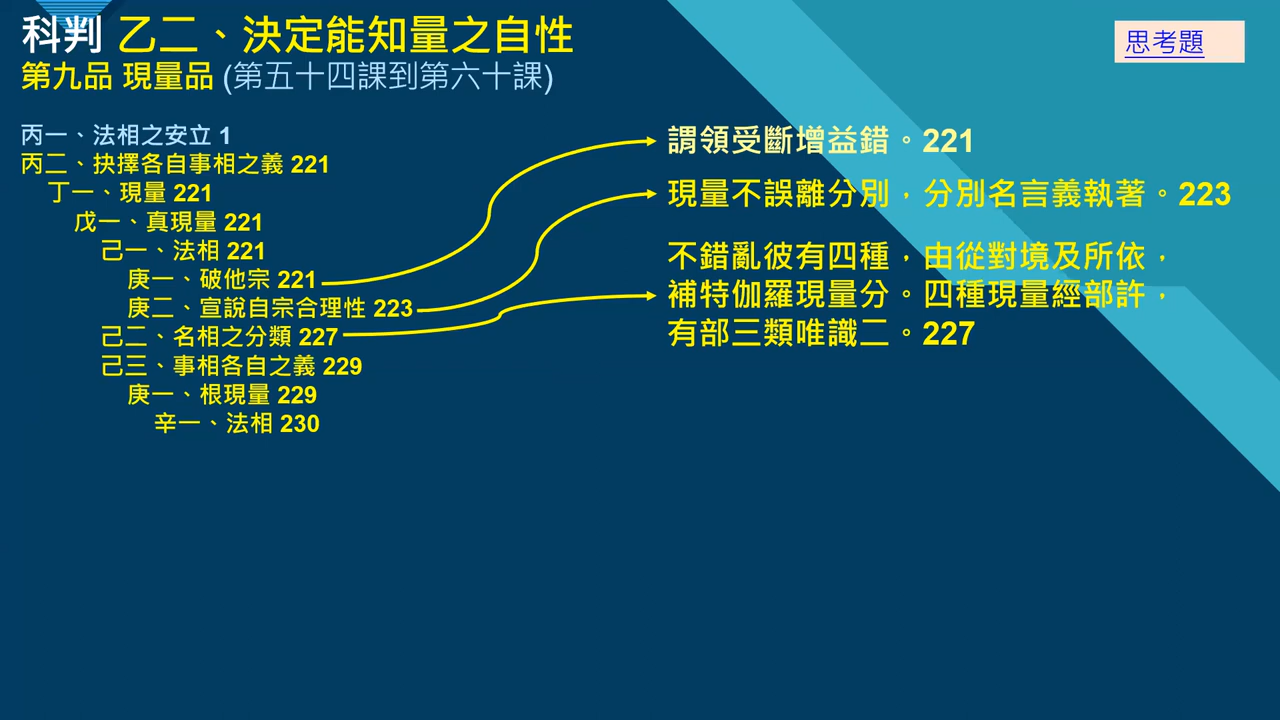 科判 乙二、決定能知量之自性
第九品 現量品 (第五十四課到第六十課)
思考題
丙一、法相之安立 1
丙二、抉擇各自事相之義 221
丁一、現量 221
戊一、真現量 221
己一、法相 221
庚一、破他宗 221
庚二、宣說自宗合理性 223
己二、名相之分類 227
己三、事相各自之義 229
庚一、根現量 229
辛一、法相 230
謂領受斷增益錯。221
現量不誤離分別，分別名言義執著。223
不錯亂彼有四種，由從對境及所依，
補特伽羅現量分。四種現量經部許，
有部三類唯識二。227